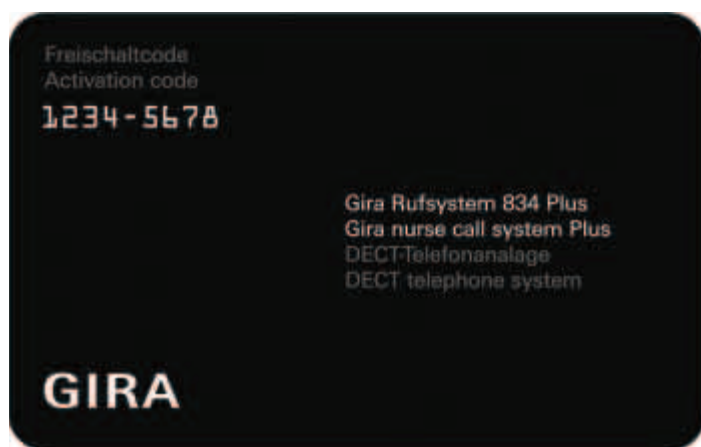 Freischaltcode
Activation code
1234-5678
Gira Rufsystem 834 Plus
Gira nurse call system Plus
DECT-Telefonanalage
DECT telephone system
GIRA